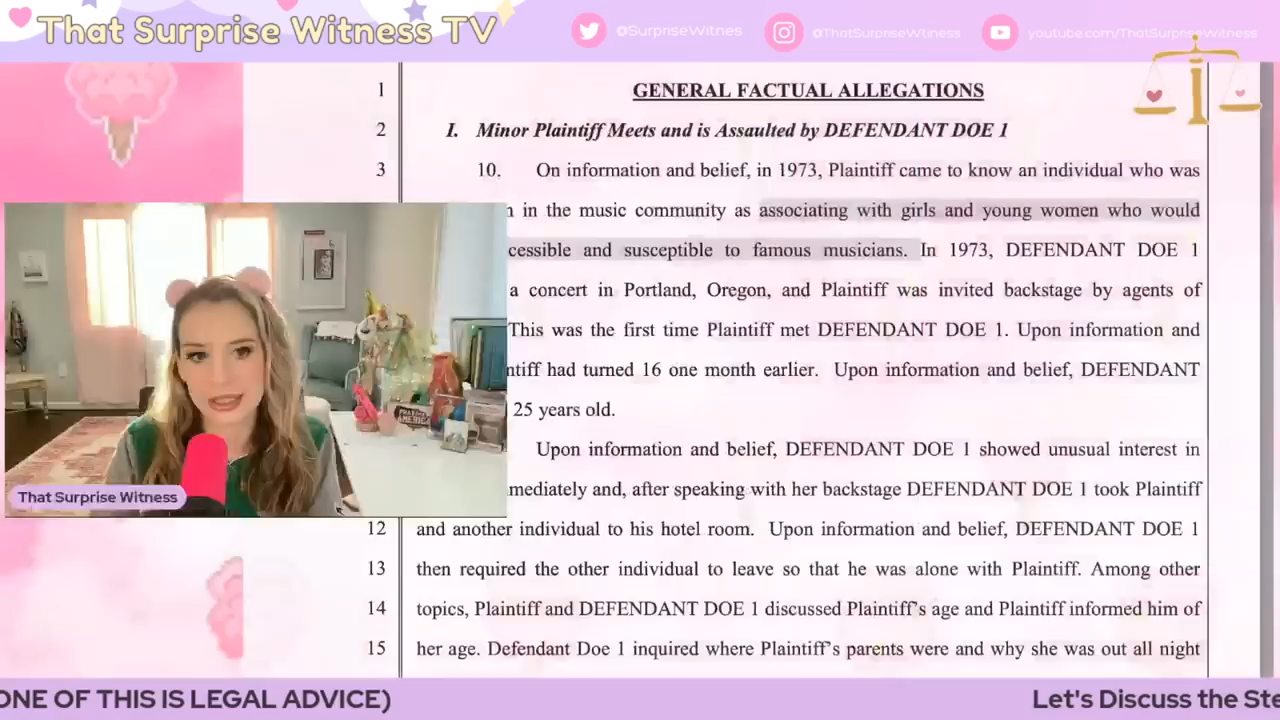 That Surprise Witness TV
@SurpriseWitnes
@ThatSurpriseWtiness
youtube.com/ThatSurpriseWitness
1 GENERAL FACTUAL ALLEGATIONS
2 I. Minor Plaintiff Meets and is Assaulted by DEFENDANT DOE 1
3 10. On information and belief, in 1973, Plaintiff came to know an individual who was
in the music community as associating with girls and young women who would
cessible and susceptible to famous musicians. In 1973, DEFENDANT DOE 1
a concert in Portland, Oregon, and Plaintiff was invited backstage by agents of
This was the first time Plaintiff met DEFENDANT DOE 1. Upon information and
ntiff had turned 16 one month earlier. Upon information and belief, DEFENDANT
25 years old.
Upon information and belief, DEFENDANT DOE 1 showed unusual interest in
mediately and, after speaking with her backstage DEFENDANT DOE 1 took Plaintiff
12 and another individual to his hotel room. Upon information and belief, DEFENDANT DOE 1
13 then required the other individual to leave so that he was alone with Plaintiff. Among other
14 topics, Plaintiff and DEFENDANT DOE 1 discussed Plaintiff's age and Plaintiff informed him of
15 her age. Defendant Doe 1 inquired where Plaintiff's parents were and why she was out all night
That Surprise Witness
ONE OF THIS IS LEGAL ADVICE)
Let's Discuss the Ste